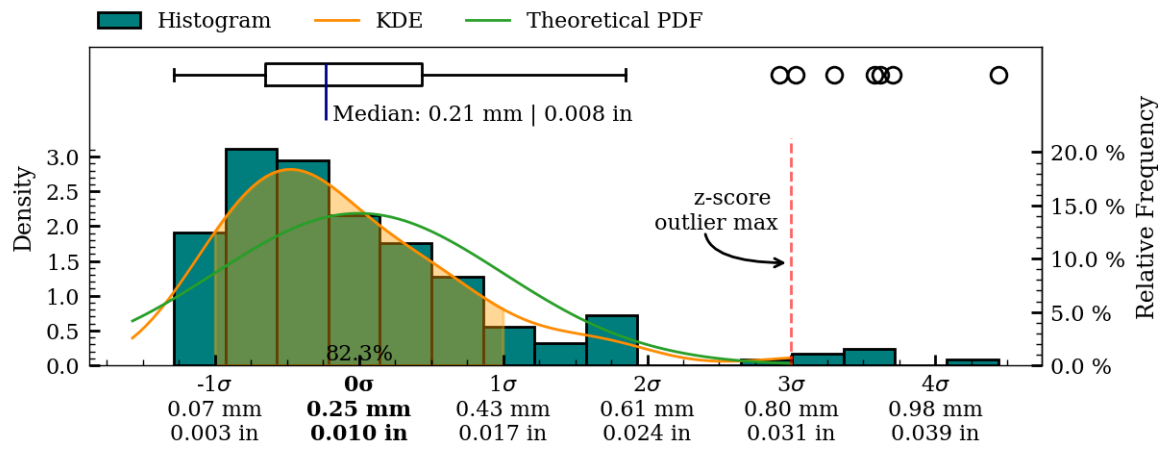 Histogram KDE Theoretical PDF
Median: 0.21 mm | 0.008 in
Density
3.0
2.5
2.0
1.5
1.0
0.5
0.0
z-score
outlier max
82.3%
20.0 %
15.0 %
10.0 %
5.0 %
0.0 %
Relative Frequency
-1σ 0σ 1σ 2σ 3σ 4σ
0.07 mm 0.25 mm 0.43 mm 0.61 mm 0.80 mm 0.98 mm
0.003 in 0.010 in 0.017 in 0.024 in 0.031 in 0.039 in